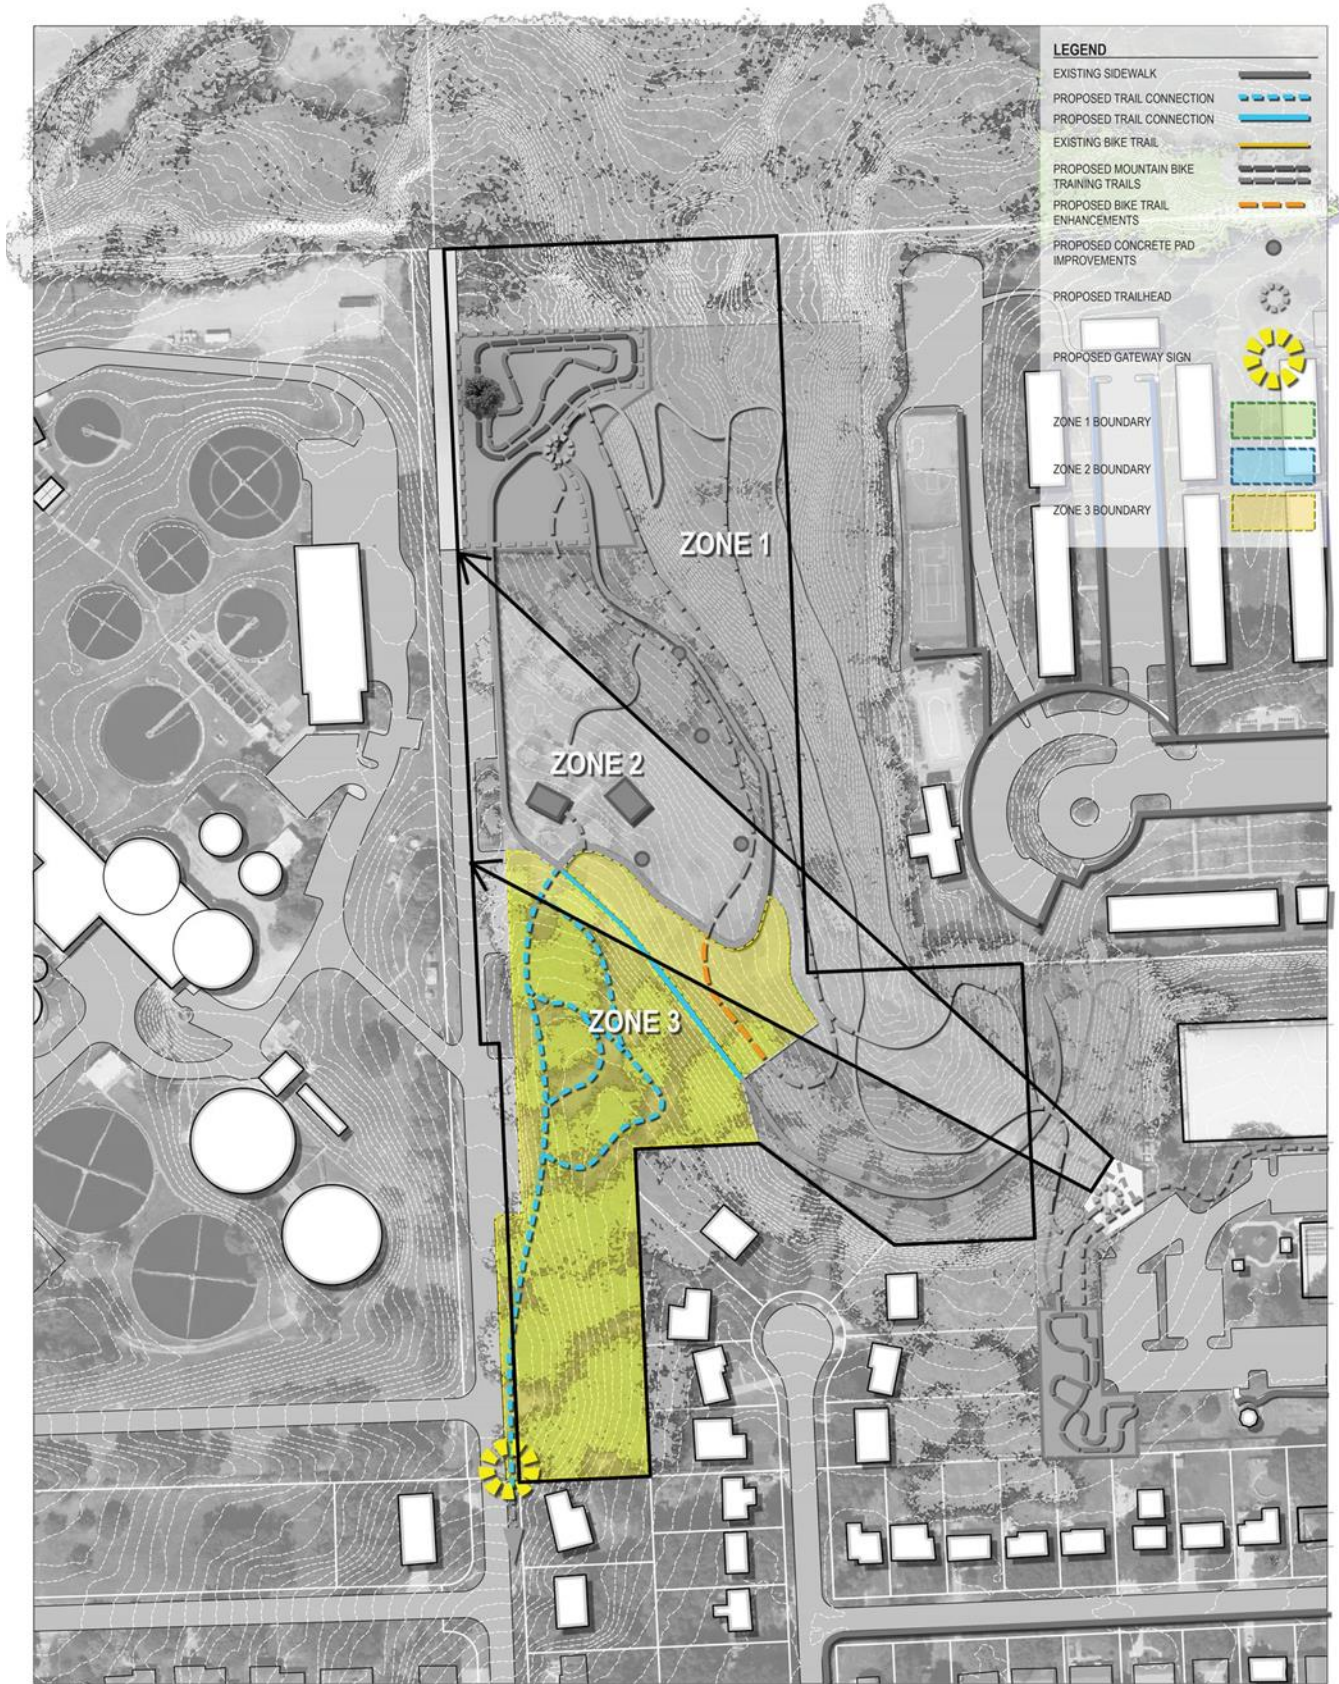 LEGEND
EXISTING SIDEWALK
PROPOSED TRAIL CONNECTION
PROPOSED TRAIL CONNECTION
EXISTING BIKE TRAIL
PROPOSED MOUNTAIN BIKE
TRAINING TRAILS
PROPOSED BIKE TRAIL
ENHANCEMENTS
PROPOSED CONCRETE PAD
IMPROVEMENTS
PROPOSED TRAILHEAD
PROPOSED GATEWAY SIGN
ZONE 1 BOUNDARY
ZONE 2 BOUNDARY
ZONE 3 BOUNDARY
ZONE 1
ZONE 2
ZONE 3